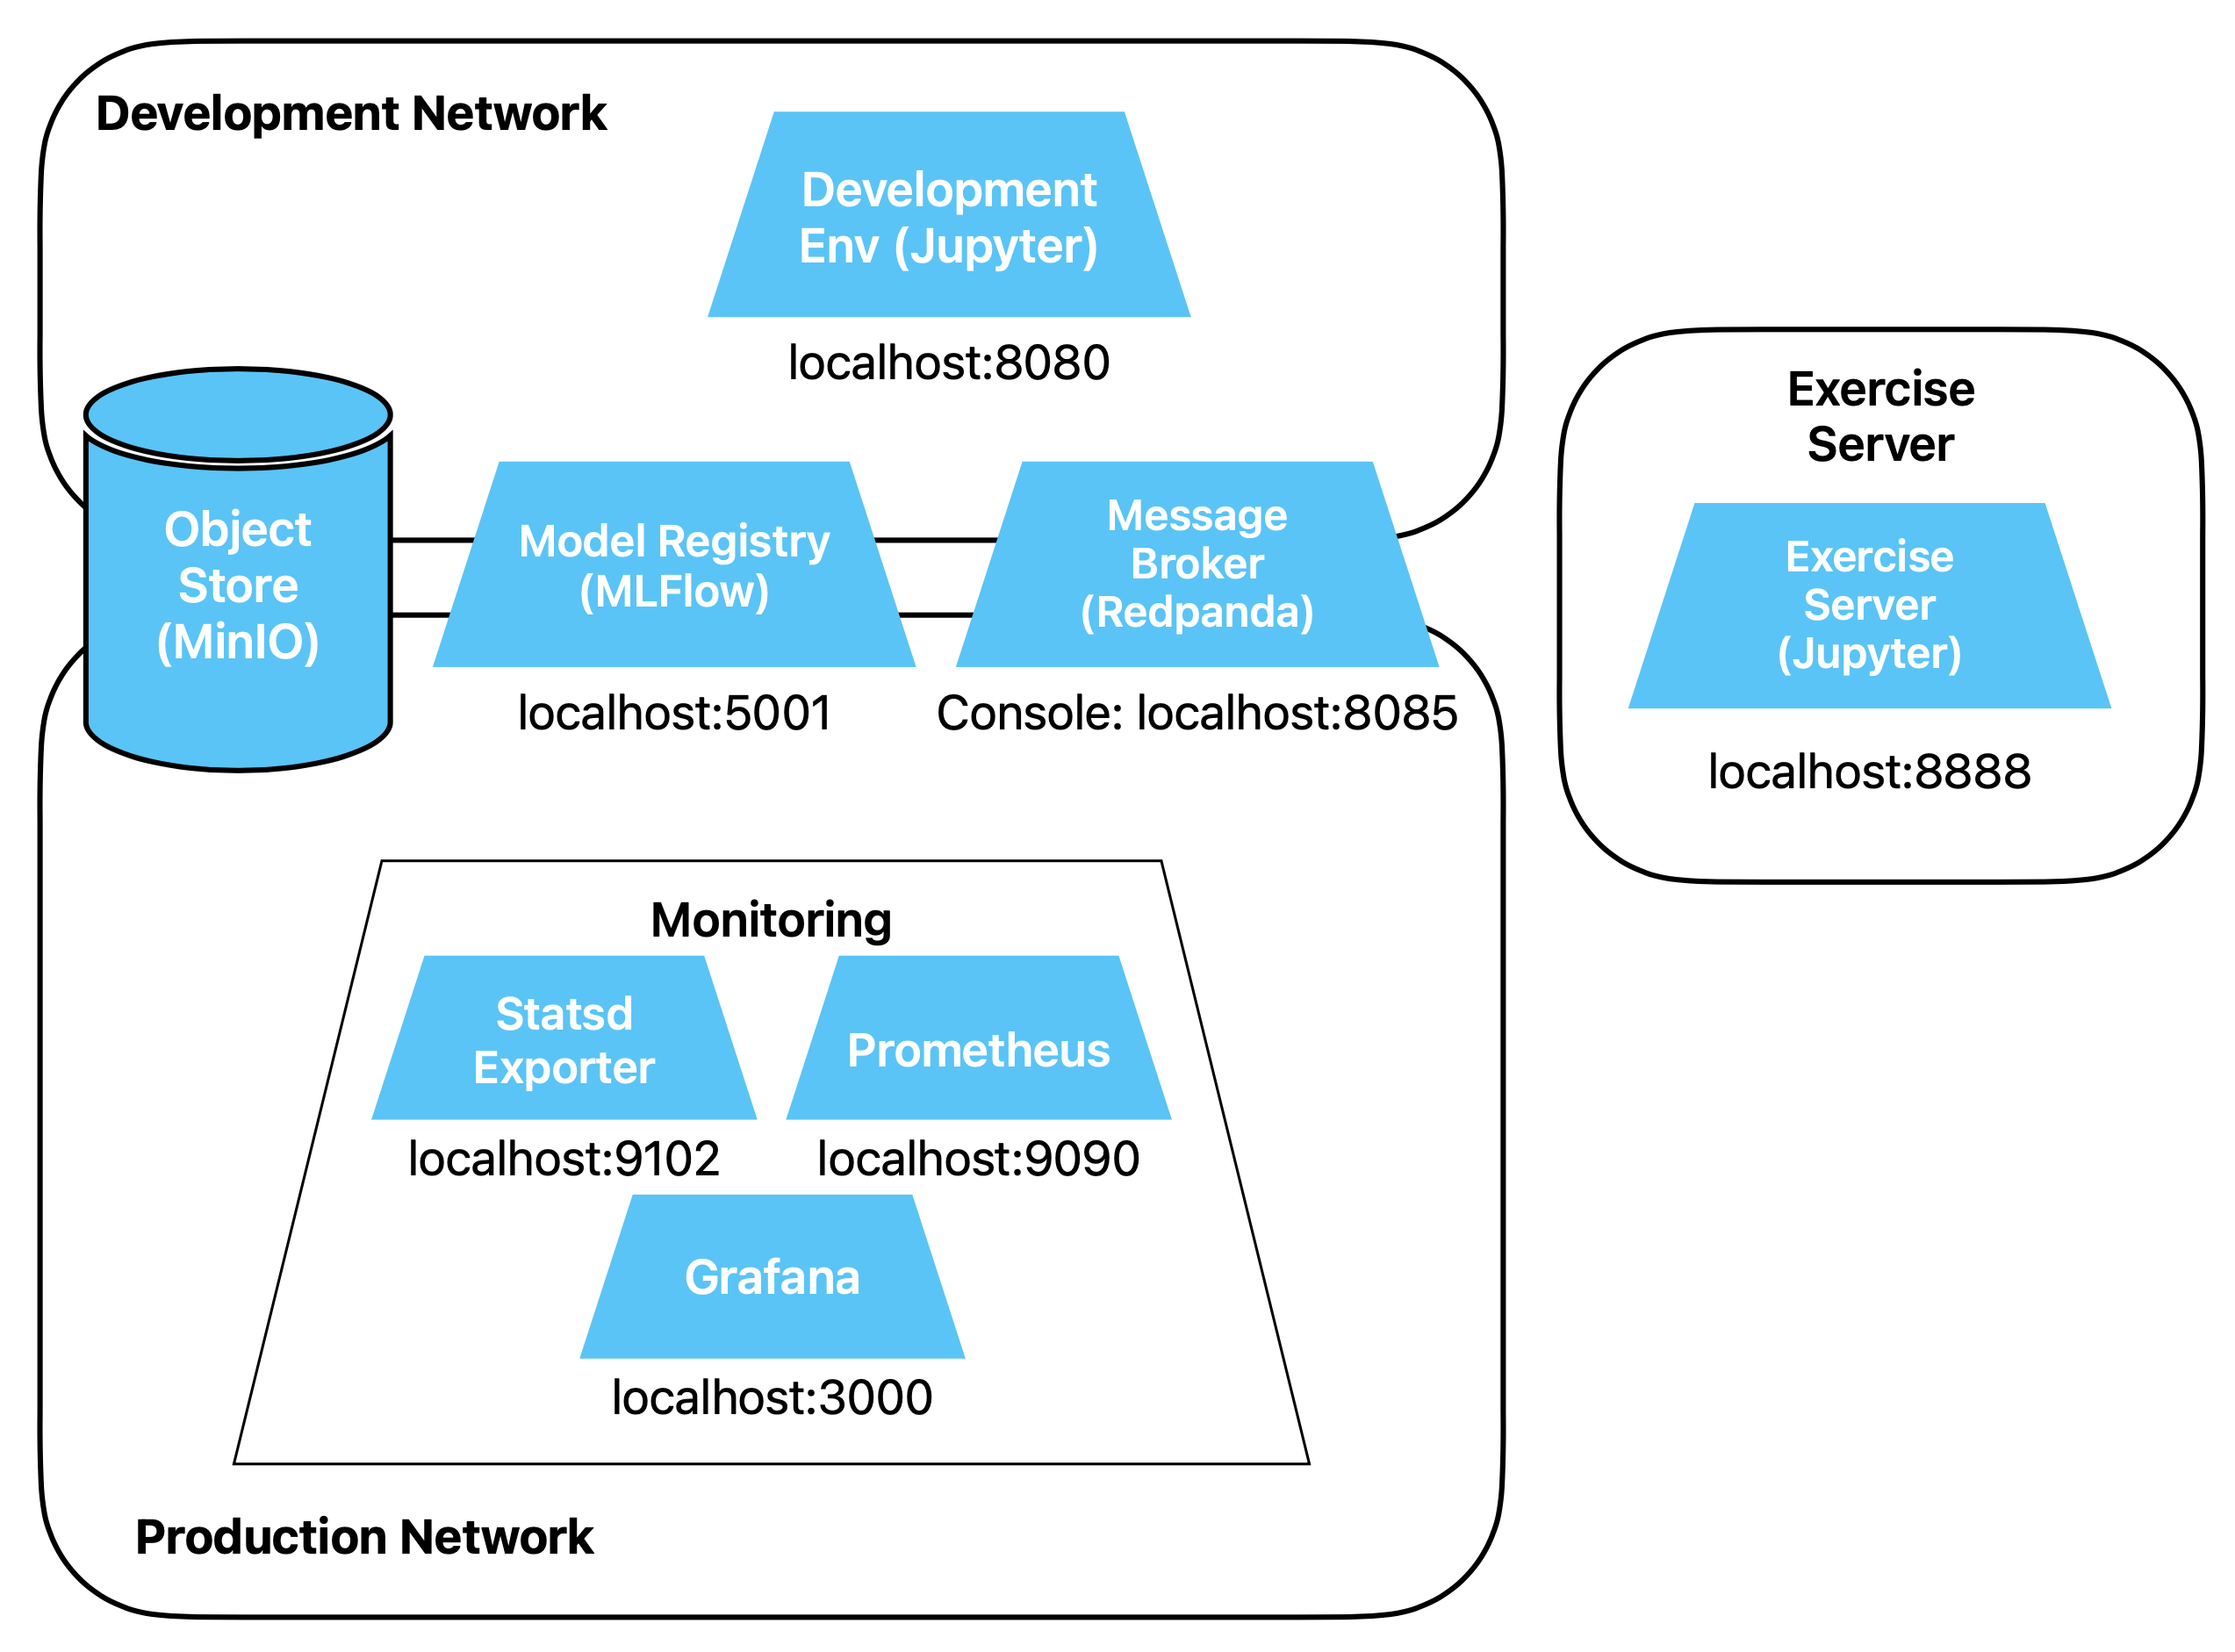 Development Network
Development
Env (Jupyter)
localhost:8080
Object
Store
(MinIO)
Model Registry
(MLFlow)
localhost:5001
Message
Broker
(Redpanda)
Console: localhost:8085
Exercise
Server
Exercise
Server
(Jupyter)
localhost:8888
Monitoring
Statsd
Exporter
localhost:9102
Prometheus
localhost:9090
Grafana
localhost:3000
Production Network